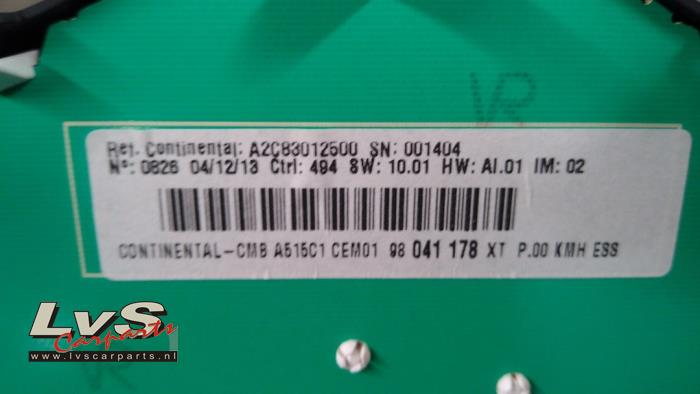 VR
Ref. Continental: A2C83012500 SN: 001404
N°: 0826 04/12/13 Ctrl: 494 SW: 10.01 HW: AI.01 IM: 02
CONTINENTAL-CMB A515C1 CEM01 98 041 178 XT P.00 KMH ESS
LvS
Carparts
www.lvscarparts.nl